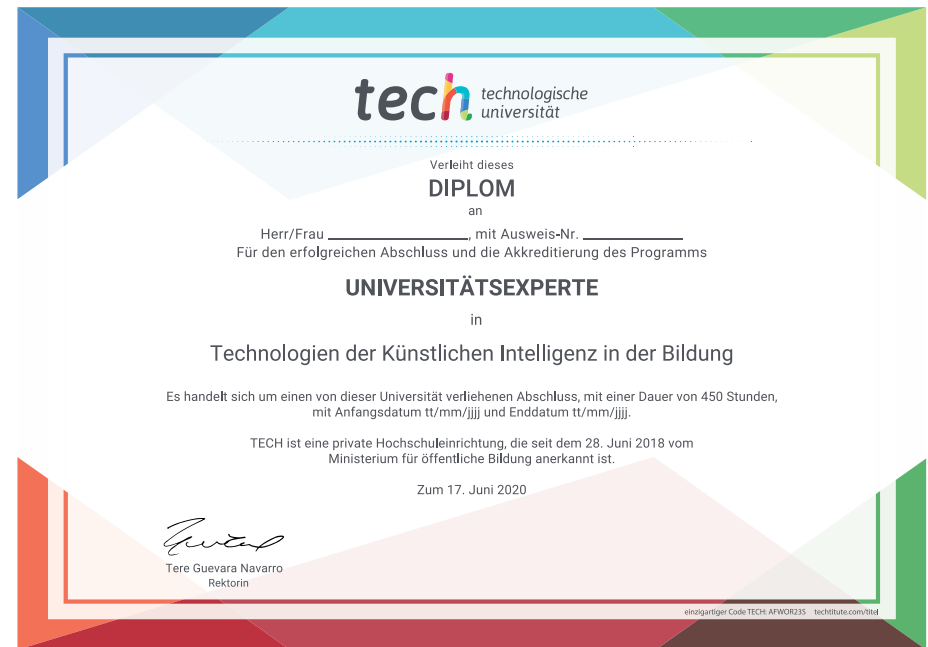 tech technologische
universität
Verleiht dieses
DIPLOM
an
Herr/Frau ____________, mit Ausweis-Nr. ____________
Für den erfolgreichen Abschluss und die Akkreditierung des Programms
UNIVERSITÄTSEXPERTE
in
Technologien der Künstlichen Intelligenz in der Bildung
Es handelt sich um einen von dieser Universität verliehenen Abschluss, mit einer Dauer von 450 Stunden,
mit Anfangsdatum tt/mm/jjjj und Enddatum tt/mm/jjjj.
TECH ist eine private Hochschuleinrichtung, die seit dem 28. Juni 2018 vom
Ministerium für öffentliche Bildung anerkannt ist.
Zum 17. Juni 2020
Tere Guevara Navarro
Rektorin
einzigartiger Code TECH: AFWOR23S techtitute.com/titel